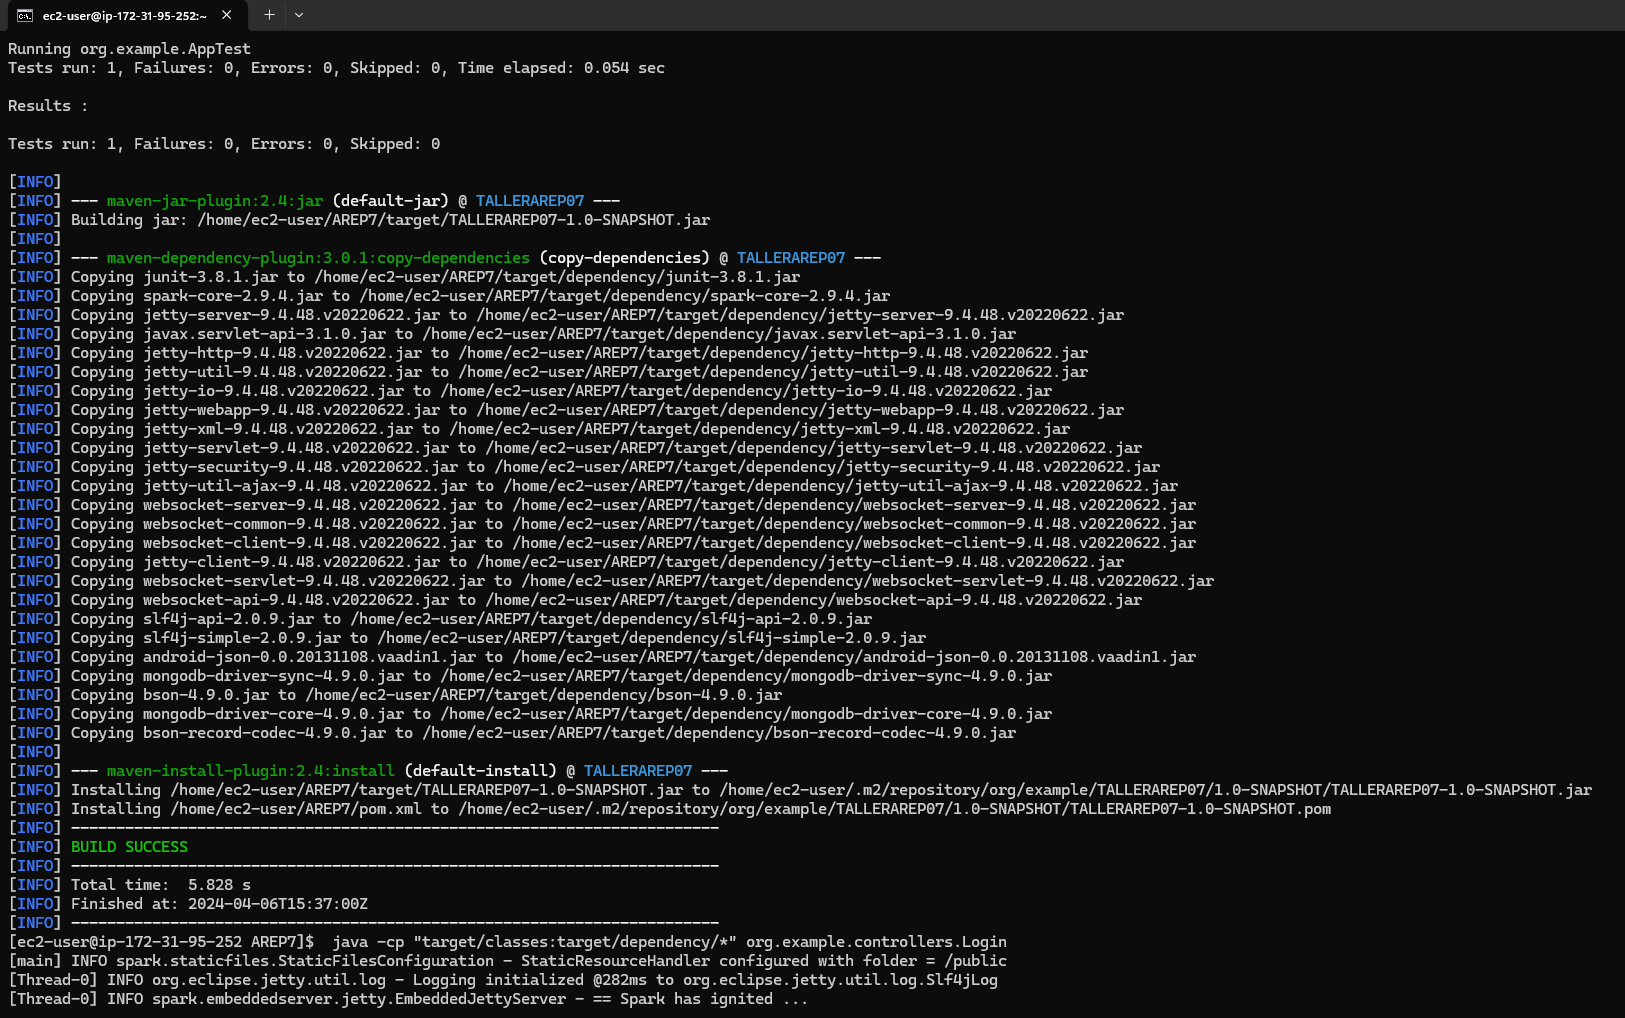 ec2-user@ip-172-31-95-252:~
Running org.example.AppTest
Tests run: 1, Failures: 0, Errors: 0, Skipped: 0, Time elapsed: 0.054 sec
Results :
Tests run: 1, Failures: 0, Errors: 0, Skipped: 0
[INFO]
[INFO] --- maven-jar-plugin:2.4:jar (default-jar) @ TALLERAREP07 ---
[INFO] Building jar: /home/ec2-user/AREP7/target/TALLERAREP07-1.0-SNAPSHOT.jar
[INFO]
[INFO] --- maven-dependency-plugin:3.0.1:copy-dependencies (copy-dependencies) @ TALLERAREP07 ---
[INFO] Copying junit-3.8.1.jar to /home/ec2-user/AREP7/target/dependency/junit-3.8.1.jar
[INFO] Copying spark-core-2.9.4.jar to /home/ec2-user/AREP7/target/dependency/spark-core-2.9.4.jar
[INFO] Copying jetty-server-9.4.48.v20220622.jar to /home/ec2-user/AREP7/target/dependency/jetty-server-9.4.48.v20220622.jar
[INFO] Copying javax.servlet-api-3.1.0.jar to /home/ec2-user/AREP7/target/dependency/javax.servlet-api-3.1.0.jar
[INFO] Copying jetty-http-9.4.48.v20220622.jar to /home/ec2-user/AREP7/target/dependency/jetty-http-9.4.48.v20220622.jar
[INFO] Copying jetty-util-9.4.48.v20220622.jar to /home/ec2-user/AREP7/target/dependency/jetty-util-9.4.48.v20220622.jar
[INFO] Copying jetty-io-9.4.48.v20220622.jar to /home/ec2-user/AREP7/target/dependency/jetty-io-9.4.48.v20220622.jar
[INFO] Copying jetty-webapp-9.4.48.v20220622.jar to /home/ec2-user/AREP7/target/dependency/jetty-webapp-9.4.48.v20220622.jar
[INFO] Copying jetty-xml-9.4.48.v20220622.jar to /home/ec2-user/AREP7/target/dependency/jetty-xml-9.4.48.v20220622.jar
[INFO] Copying jetty-servlet-9.4.48.v20220622.jar to /home/ec2-user/AREP7/target/dependency/jetty-servlet-9.4.48.v20220622.jar
[INFO] Copying jetty-security-9.4.48.v20220622.jar to /home/ec2-user/AREP7/target/dependency/jetty-security-9.4.48.v20220622.jar
[INFO] Copying jetty-util-ajax-9.4.48.v20220622.jar to /home/ec2-user/AREP7/target/dependency/jetty-util-ajax-9.4.48.v20220622.jar
[INFO] Copying websocket-server-9.4.48.v20220622.jar to /home/ec2-user/AREP7/target/dependency/websocket-server-9.4.48.v20220622.jar
[INFO] Copying websocket-common-9.4.48.v20220622.jar to /home/ec2-user/AREP7/target/dependency/websocket-common-9.4.48.v20220622.jar
[INFO] Copying websocket-client-9.4.48.v20220622.jar to /home/ec2-user/AREP7/target/dependency/websocket-client-9.4.48.v20220622.jar
[INFO] Copying jetty-client-9.4.48.v20220622.jar to /home/ec2-user/AREP7/target/dependency/jetty-client-9.4.48.v20220622.jar
[INFO] Copying websocket-servlet-9.4.48.v20220622.jar to /home/ec2-user/AREP7/target/dependency/websocket-servlet-9.4.48.v20220622.jar
[INFO] Copying websocket-api-9.4.48.v20220622.jar to /home/ec2-user/AREP7/target/dependency/websocket-api-9.4.48.v20220622.jar
[INFO] Copying slf4j-api-2.0.9.jar to /home/ec2-user/AREP7/target/dependency/slf4j-api-2.0.9.jar
[INFO] Copying slf4j-simple-2.0.9.jar to /home/ec2-user/AREP7/target/dependency/slf4j-simple-2.0.9.jar
[INFO] Copying android-json-0.0.20131108.vaadin1.jar to /home/ec2-user/AREP7/target/dependency/android-json-0.0.20131108.vaadin1.jar
[INFO] Copying mongodb-driver-sync-4.9.0.jar to /home/ec2-user/AREP7/target/dependency/mongodb-driver-sync-4.9.0.jar
[INFO] Copying bson-4.9.0.jar to /home/ec2-user/AREP7/target/dependency/bson-4.9.0.jar
[INFO] Copying mongodb-driver-core-4.9.0.jar to /home/ec2-user/AREP7/target/dependency/mongodb-driver-core-4.9.0.jar
[INFO] Copying bson-record-codec-4.9.0.jar to /home/ec2-user/AREP7/target/dependency/bson-record-codec-4.9.0.jar
[INFO]
[INFO] --- maven-install-plugin:2.4:install (default-install) @ TALLERAREP07 ---
[INFO] Installing /home/ec2-user/AREP7/target/TALLERAREP07-1.0-SNAPSHOT.jar to /home/ec2-user/.m2/repository/org/example/TALLERAREP07/1.0-SNAPSHOT/TALLERAREP07-1.0-SNAPSHOT.jar
[INFO] Installing /home/ec2-user/AREP7/pom.xml to /home/ec2-user/.m2/repository/org/example/TALLERAREP07/1.0-SNAPSHOT/TALLERAREP07-1.0-SNAPSHOT.pom
[INFO] ------------------------------------------------------------------------
[INFO] BUILD SUCCESS
[INFO] ------------------------------------------------------------------------
[INFO] Total time:  5.828 s
[INFO] Finished at: 2024-04-06T15:37:00Z
[INFO] ------------------------------------------------------------------------
[ec2-user@ip-172-31-95-252 AREP7]$  java -cp "target/classes:target/dependency/*" org.example.controllers.Login
[main] INFO spark.staticfiles.StaticFilesConfiguration - StaticResourceHandler configured with folder = /public
[Thread-0] INFO org.eclipse.jetty.util.log - Logging initialized @282ms to org.eclipse.jetty.util.log.Slf4jLog
[Thread-0] INFO spark.embeddedserver.jetty.EmbeddedJettyServer - == Spark has ignited ...